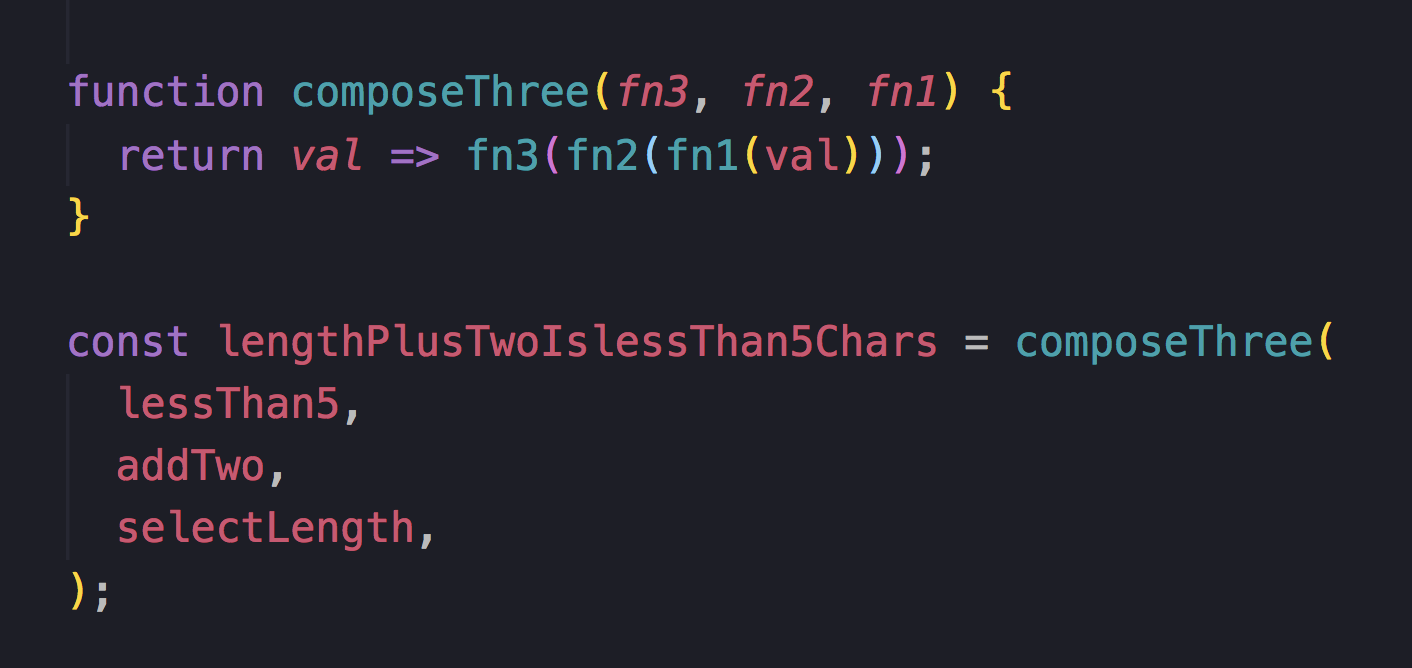 function composeThree(fn3, fn2, fn1) {
  return val => fn3(fn2(fn1(val)));
}
const lengthPlusTwoIslessThan5Chars = composeThree(
  lessThan5,
  addTwo,
  selectLength,
);